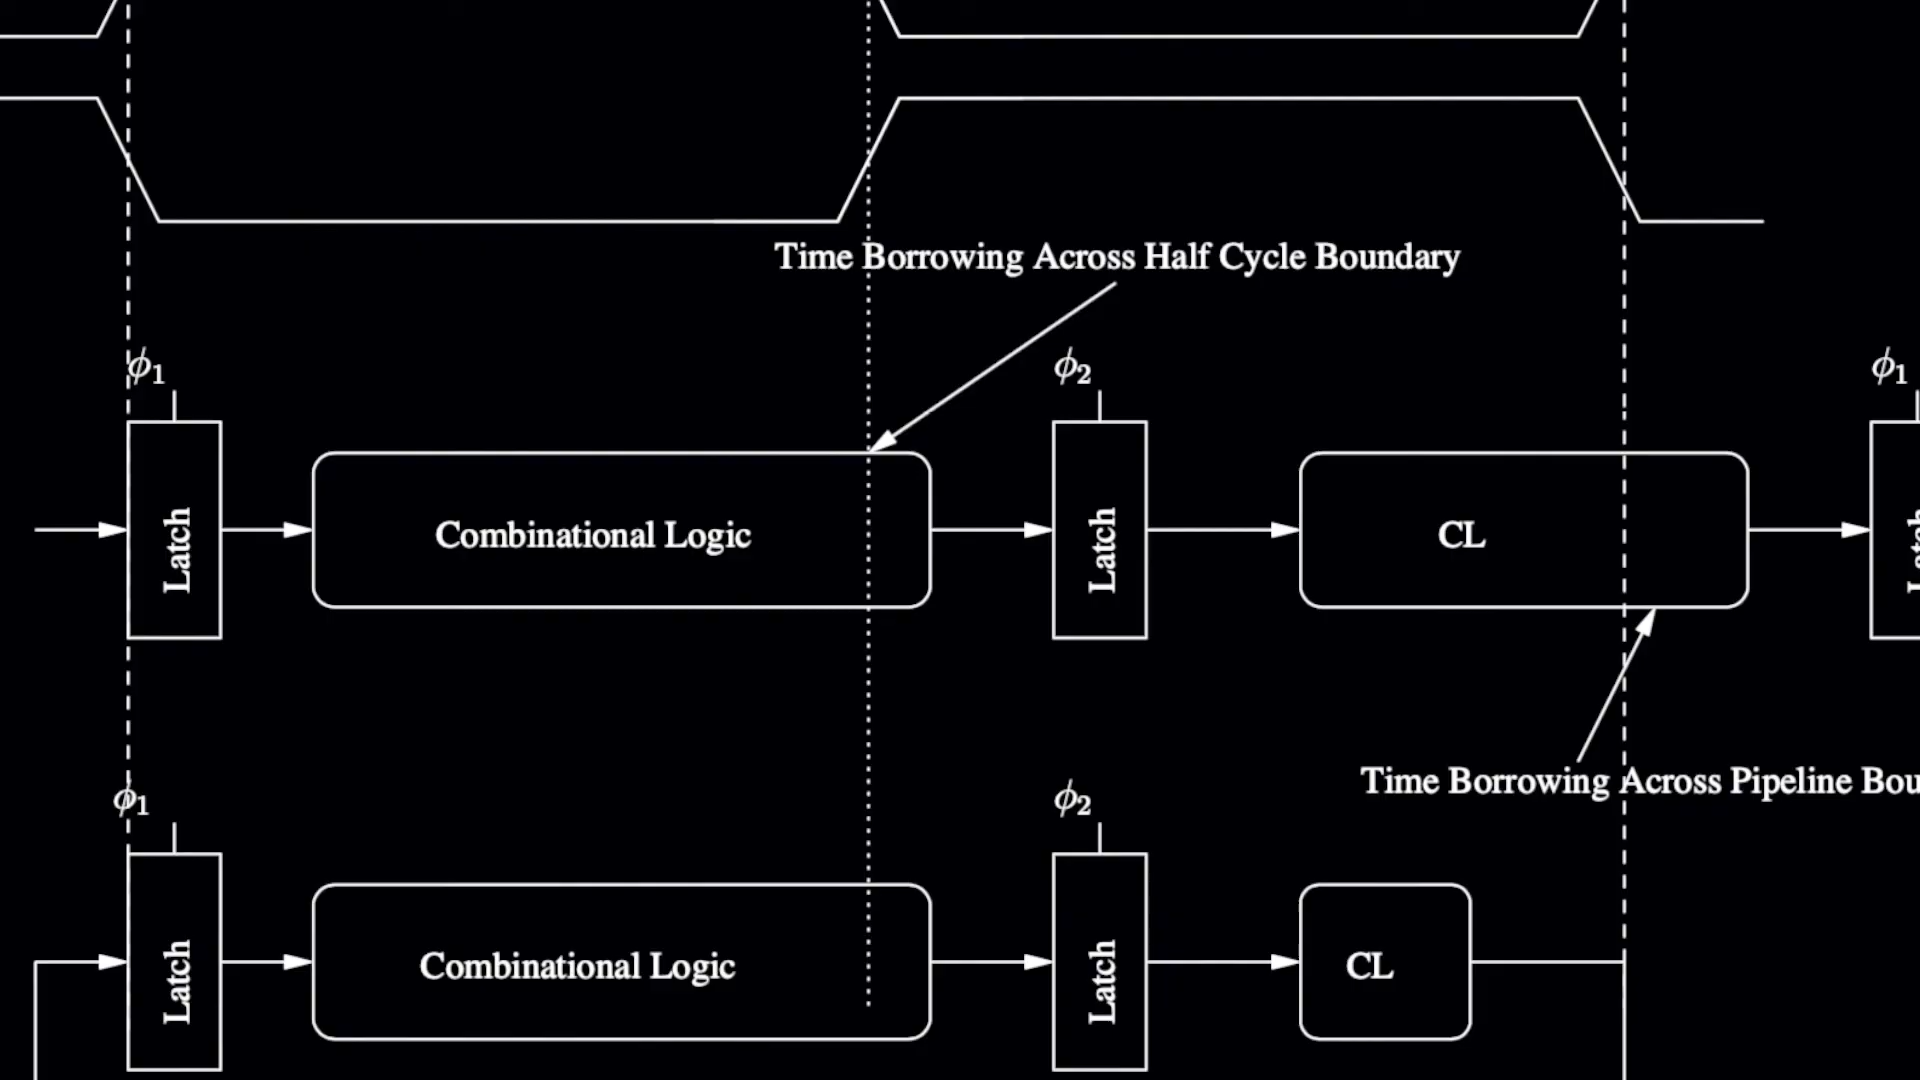 Time Borrowing Across Half Cycle Boundary
ϕ1
ϕ2
ϕ1
Latch
Combinational Logic
Latch
CL
Time Borrowing Across Pipeline
ϕ1
ϕ2
Latch
Combinational Logic
Latch
CL